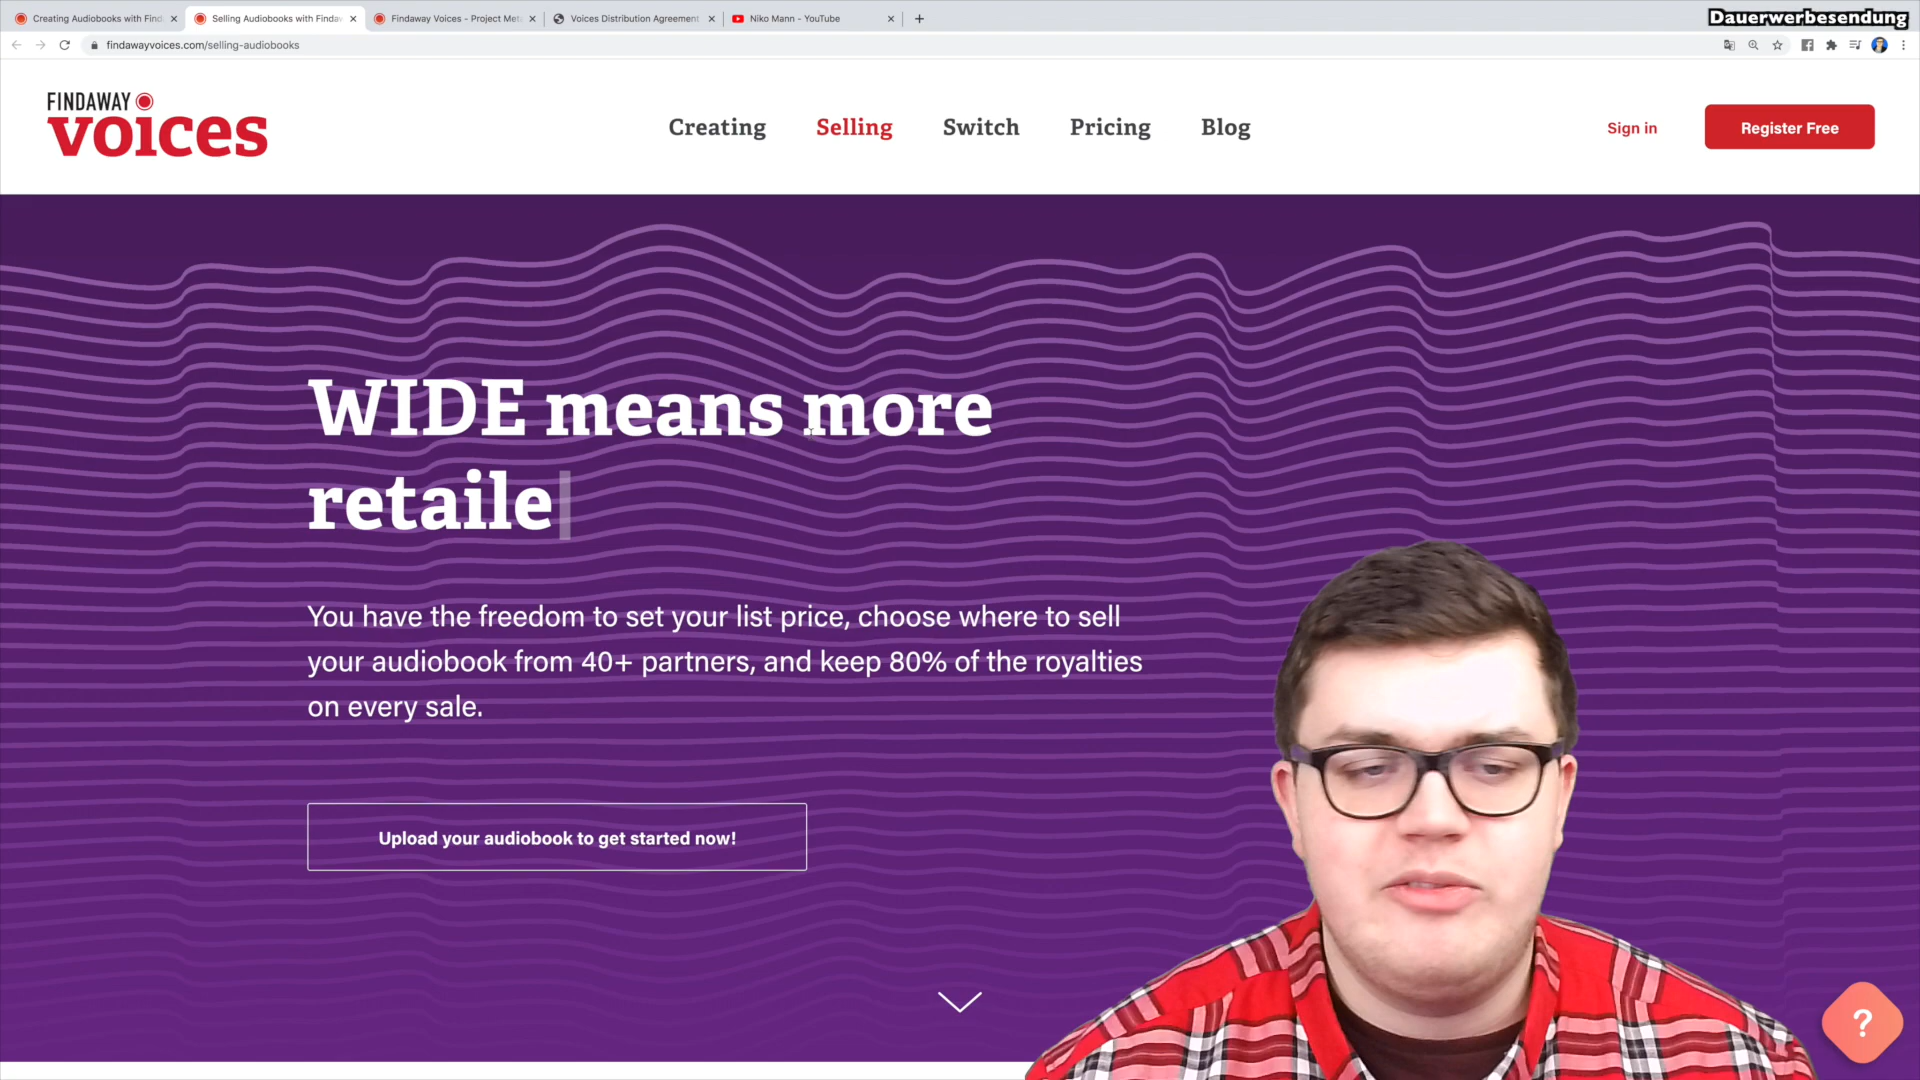 Creating Audiobooks with Find
Selling Audiobooks with Findaw
Findaway Voices - Project Met
Voices Distribution Agreement
Niko Mann - YouTube
Dauerwerbesendung
findawayvoices.com/selling-audiobooks
FINDAWAY
voices
Creating
Selling
Switch
Pricing
Blog
Sign in
Register Free
WIDE means more
retaile
You have the freedom to set your list price, choose where to sell
your audiobook from 40+ partners, and keep 80% of the royalties
on every sale.
Upload your audiobook to get started now!
?